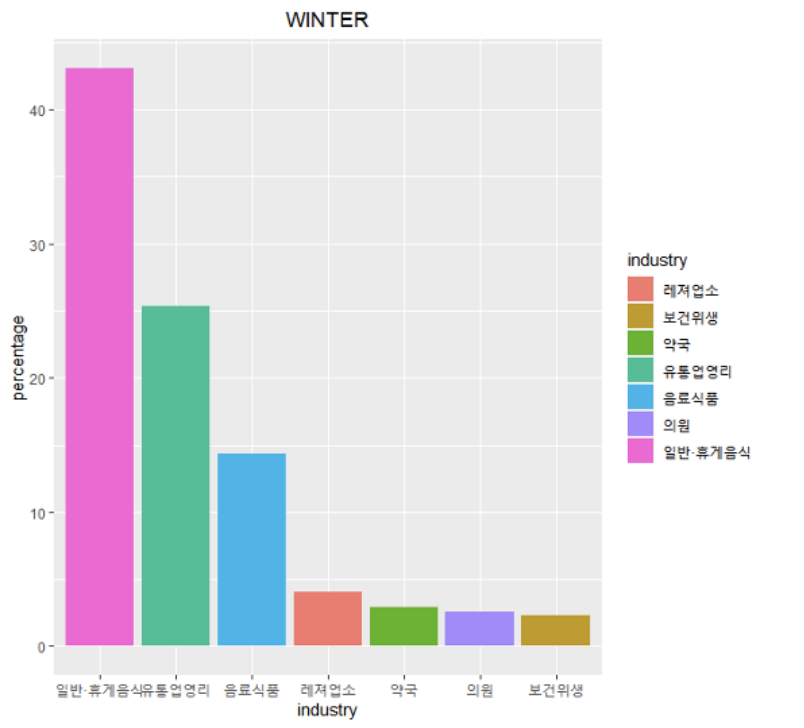 WINTER
percentage
40
30
20
10
0
일반·휴게음식 유통업영리 음료식품 레져업소 약국 의원 보건위생
industry
industry
레져업소
보건위생
약국
유통업영리
음료식품
의원
일반·휴게음식